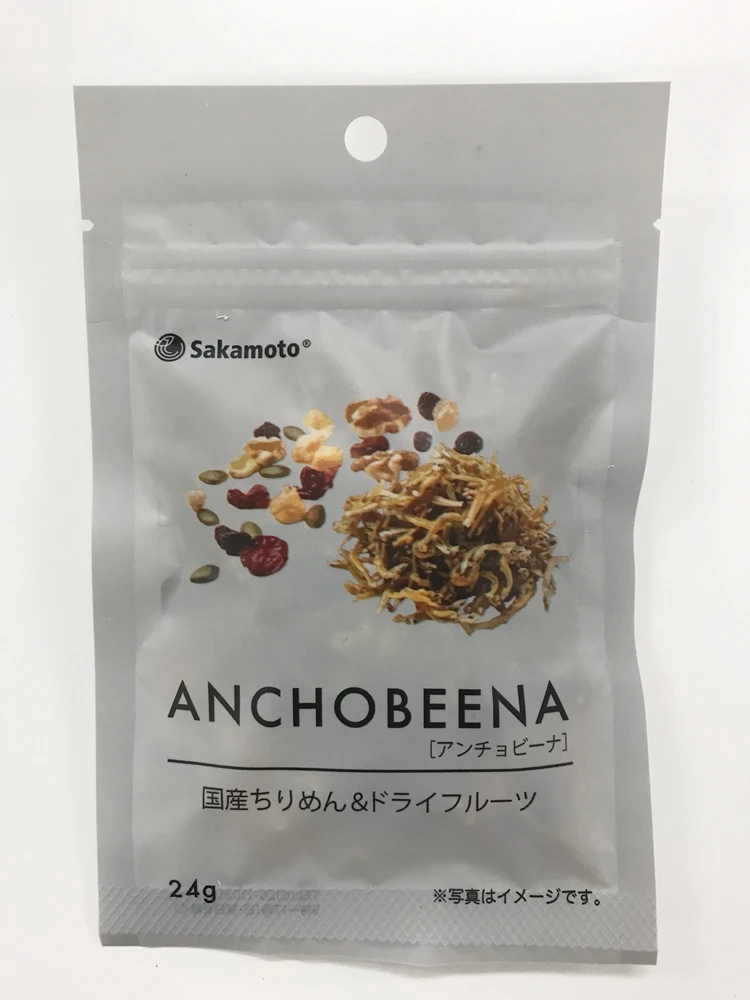 Sakamoto®
ANCHOBEENA
[アンチョビーナ]
国産ちりめん&ドライフルーツ
24g
※写真はイメージです。